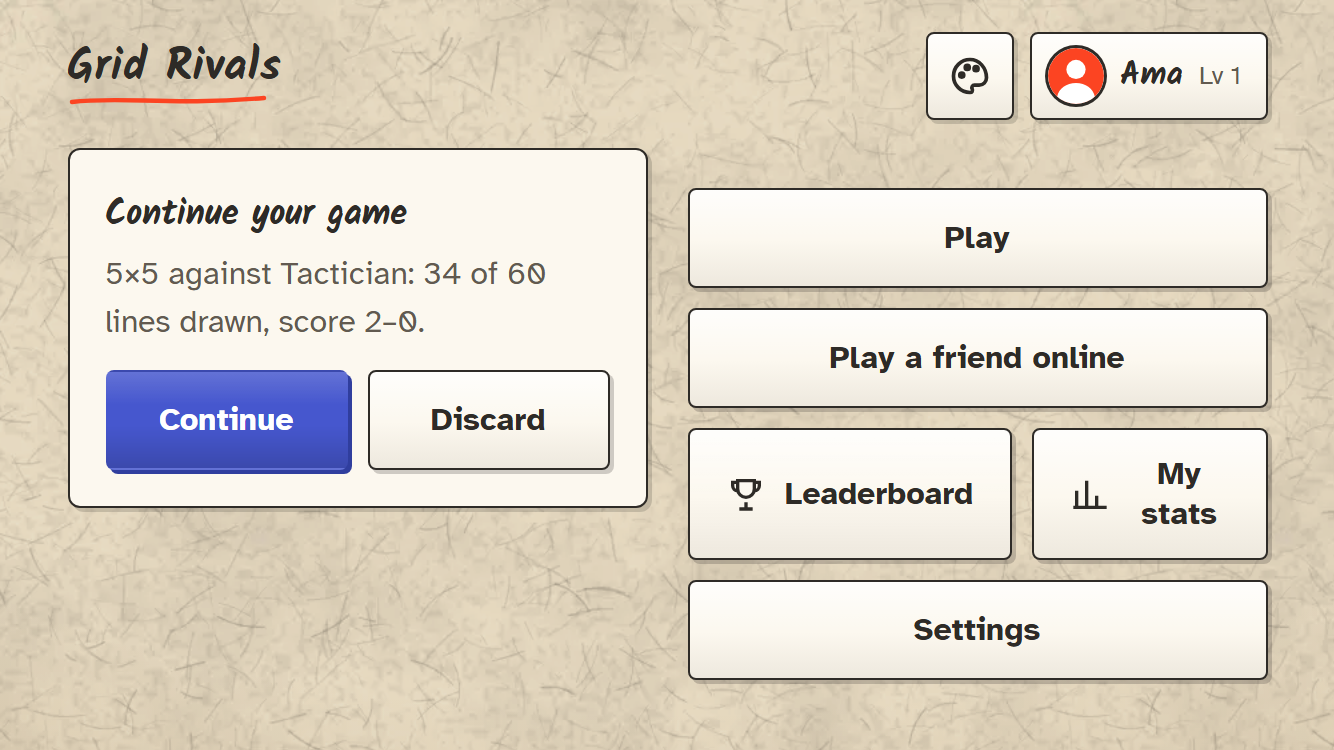 Grid Rivals
Ama Lv 1
Continue your game
5×5 against Tactician: 34 of 60
lines drawn, score 2–0.
Continue
Discard
Play
Play a friend online
Leaderboard
My
stats
Settings